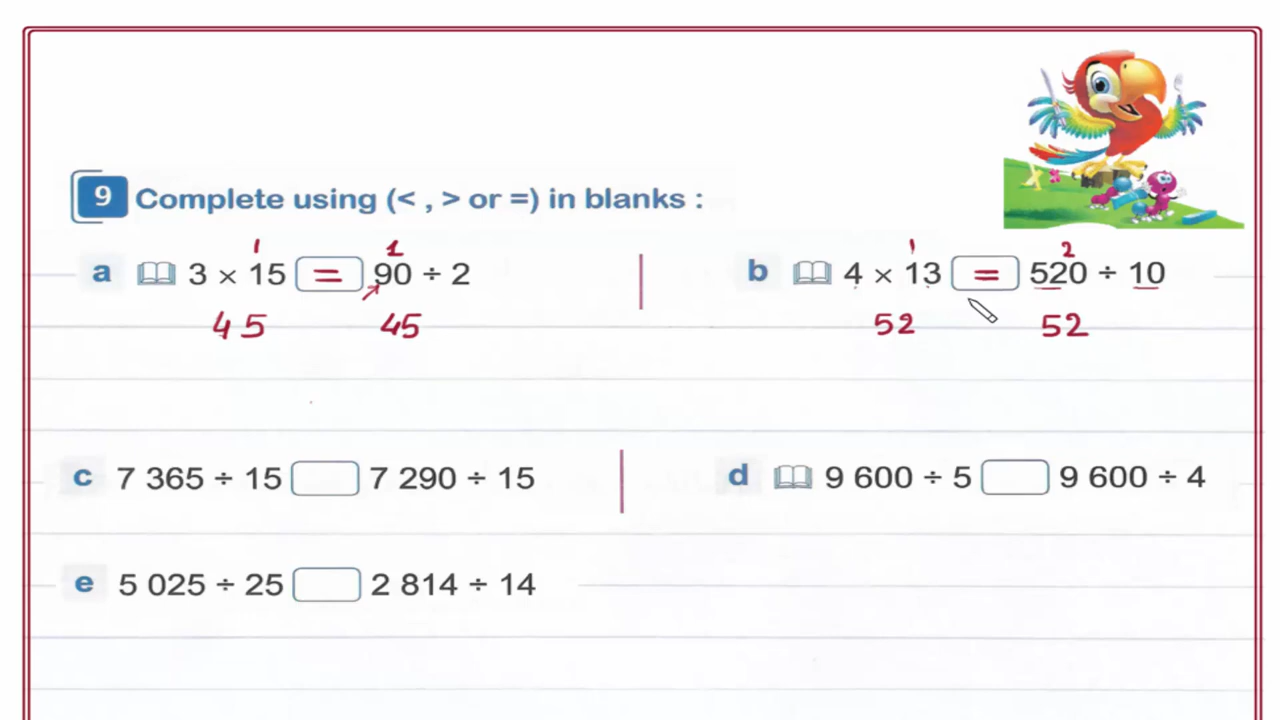 9 Complete using (< , > or =) in blanks :
1 1 1 2
a 3 × 15 = 90 ÷ 2 b 4 × 13 = 520 ÷ 10
45 45 52 52
c 7 365 ÷ 15 7 290 ÷ 15 d 9 600 ÷ 5 9 600 ÷ 4
e 5 025 ÷ 25 2 814 ÷ 14